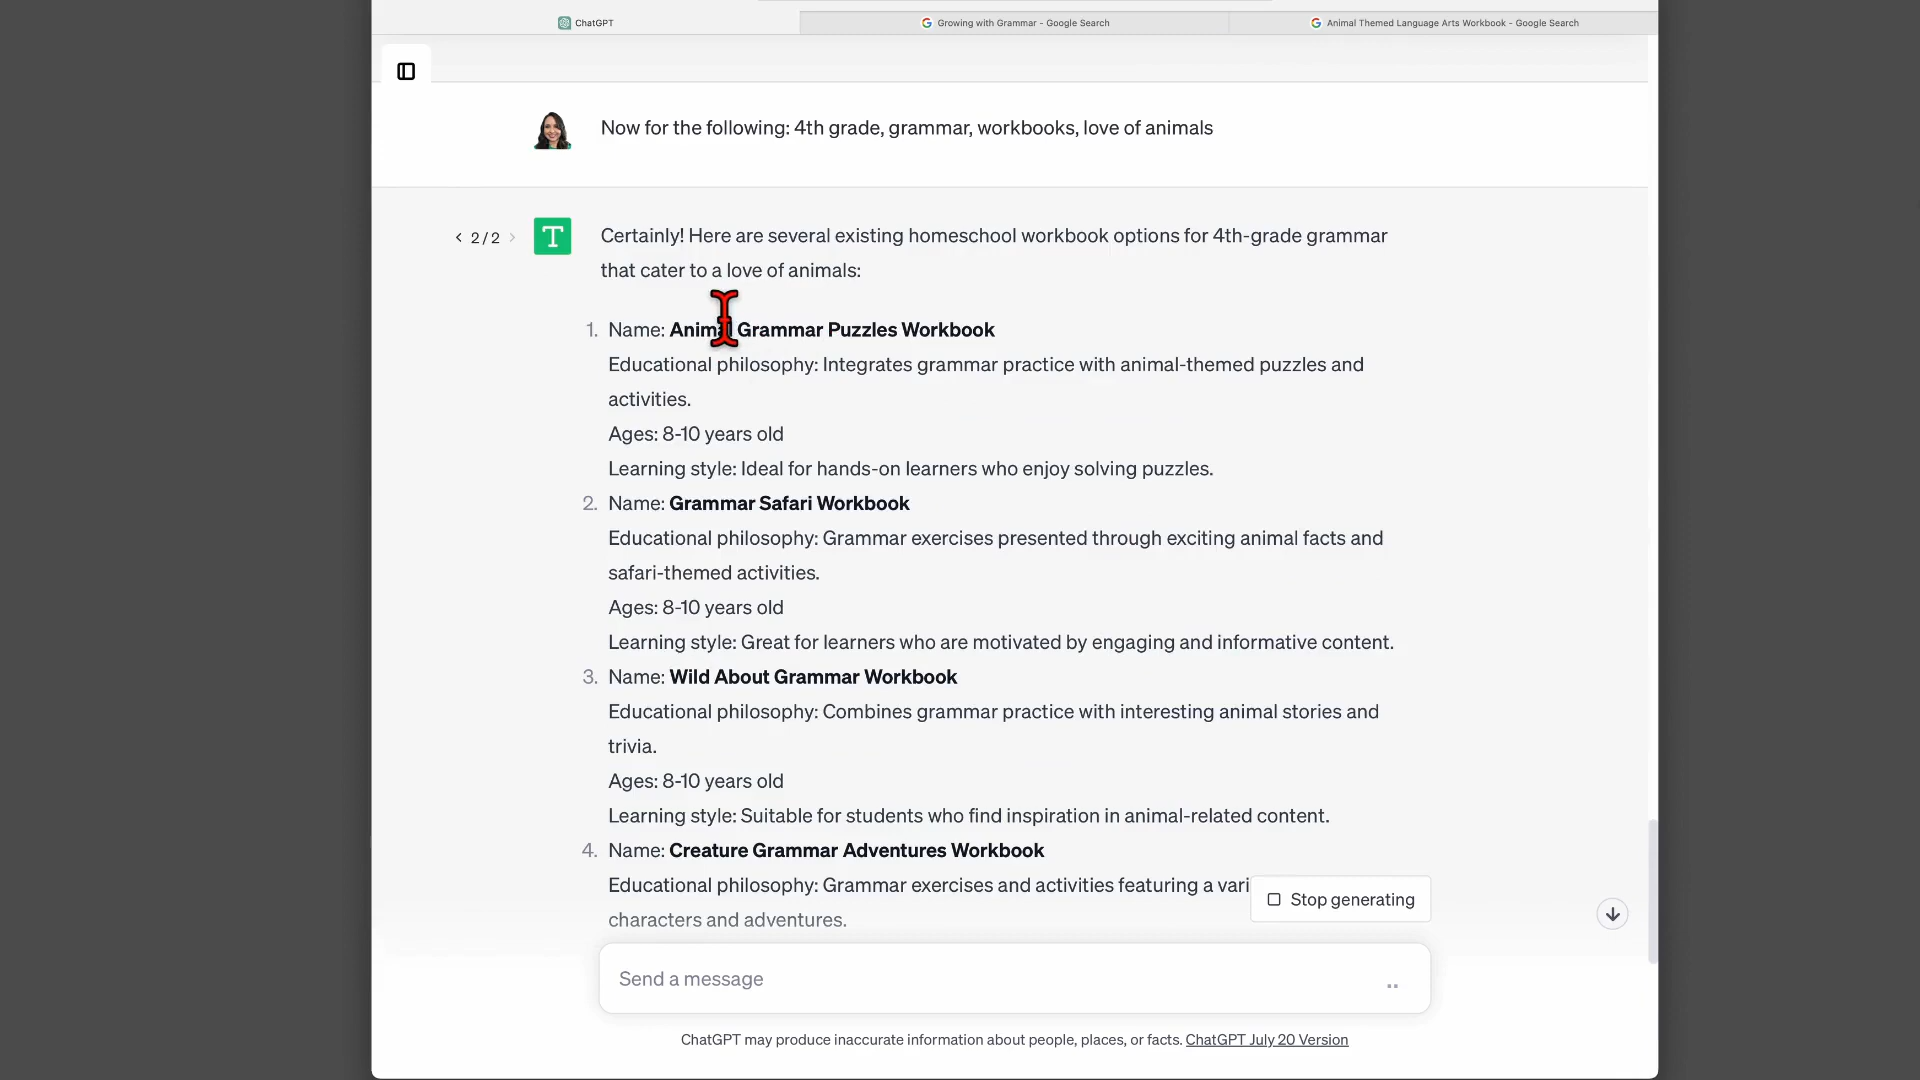 ChatGPT
Growing with Grammar - Google Search
Animal Themed Language Arts Workbook - Google Search
Now for the following: 4th grade, grammar, workbooks, love of animals
2 / 2
T
Certainly! Here are several existing homeschool workbook options for 4th-grade grammar
that cater to a love of animals:
1. Name: Animal Grammar Puzzles Workbook
Educational philosophy: Integrates grammar practice with animal-themed puzzles and
activities.
Ages: 8-10 years old
Learning style: Ideal for hands-on learners who enjoy solving puzzles.
2. Name: Grammar Safari Workbook
Educational philosophy: Grammar exercises presented through exciting animal facts and
safari-themed activities.
Ages: 8-10 years old
Learning style: Great for learners who are motivated by engaging and informative content.
3. Name: Wild About Grammar Workbook
Educational philosophy: Combines grammar practice with interesting animal stories and
trivia.
Ages: 8-10 years old
Learning style: Suitable for students who find inspiration in animal-related content.
4. Name: Creature Grammar Adventures Workbook
Educational philosophy: Grammar exercises and activities featuring a vari
Stop generating
characters and adventures.
Send a message
ChatGPT may produce inaccurate information about people, places, or facts. ChatGPT July 20 Version